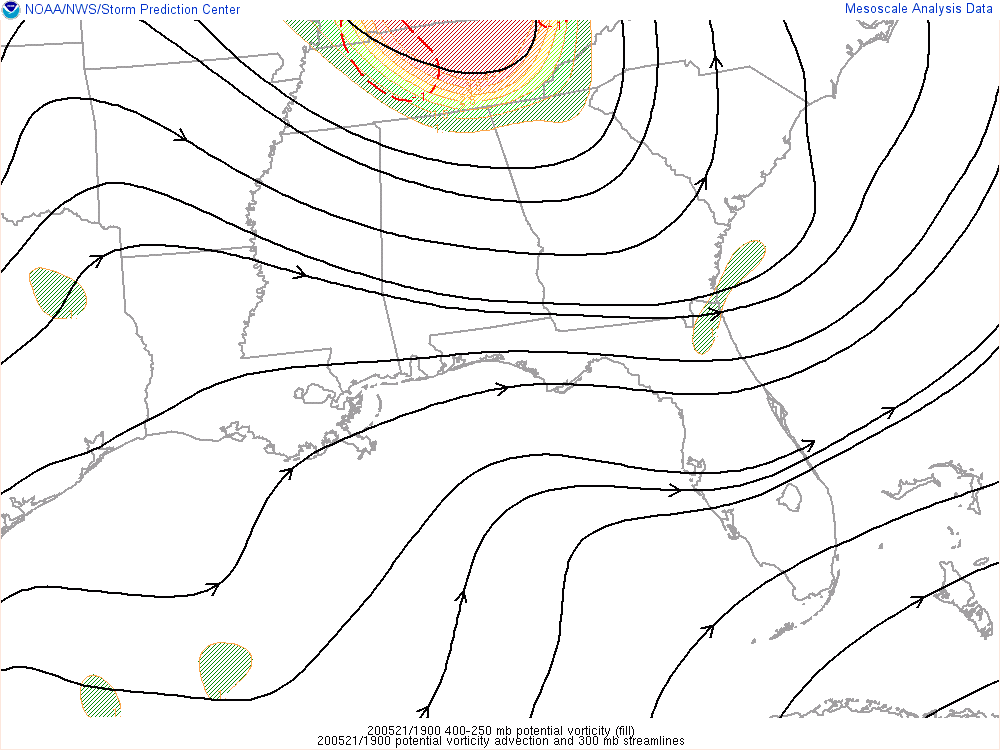 NOAA/NWS/Storm Prediction Center
Mesoscale Analysis Data
200521/1900 400-250 mb potential vorticity (fill)
200521/1900 potential vorticity advection and 300 mb streamlines